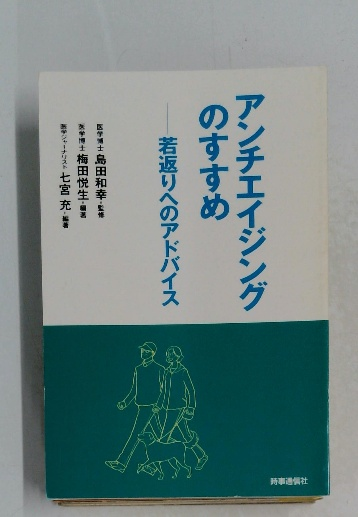 アンチエイジング
のすすめ
――若返りへのアドバイス
医学博士 島田和幸・監修
医学博士 梅田悦生・編著
医学ジャーナリスト 七宮 充・編著
時事通信社